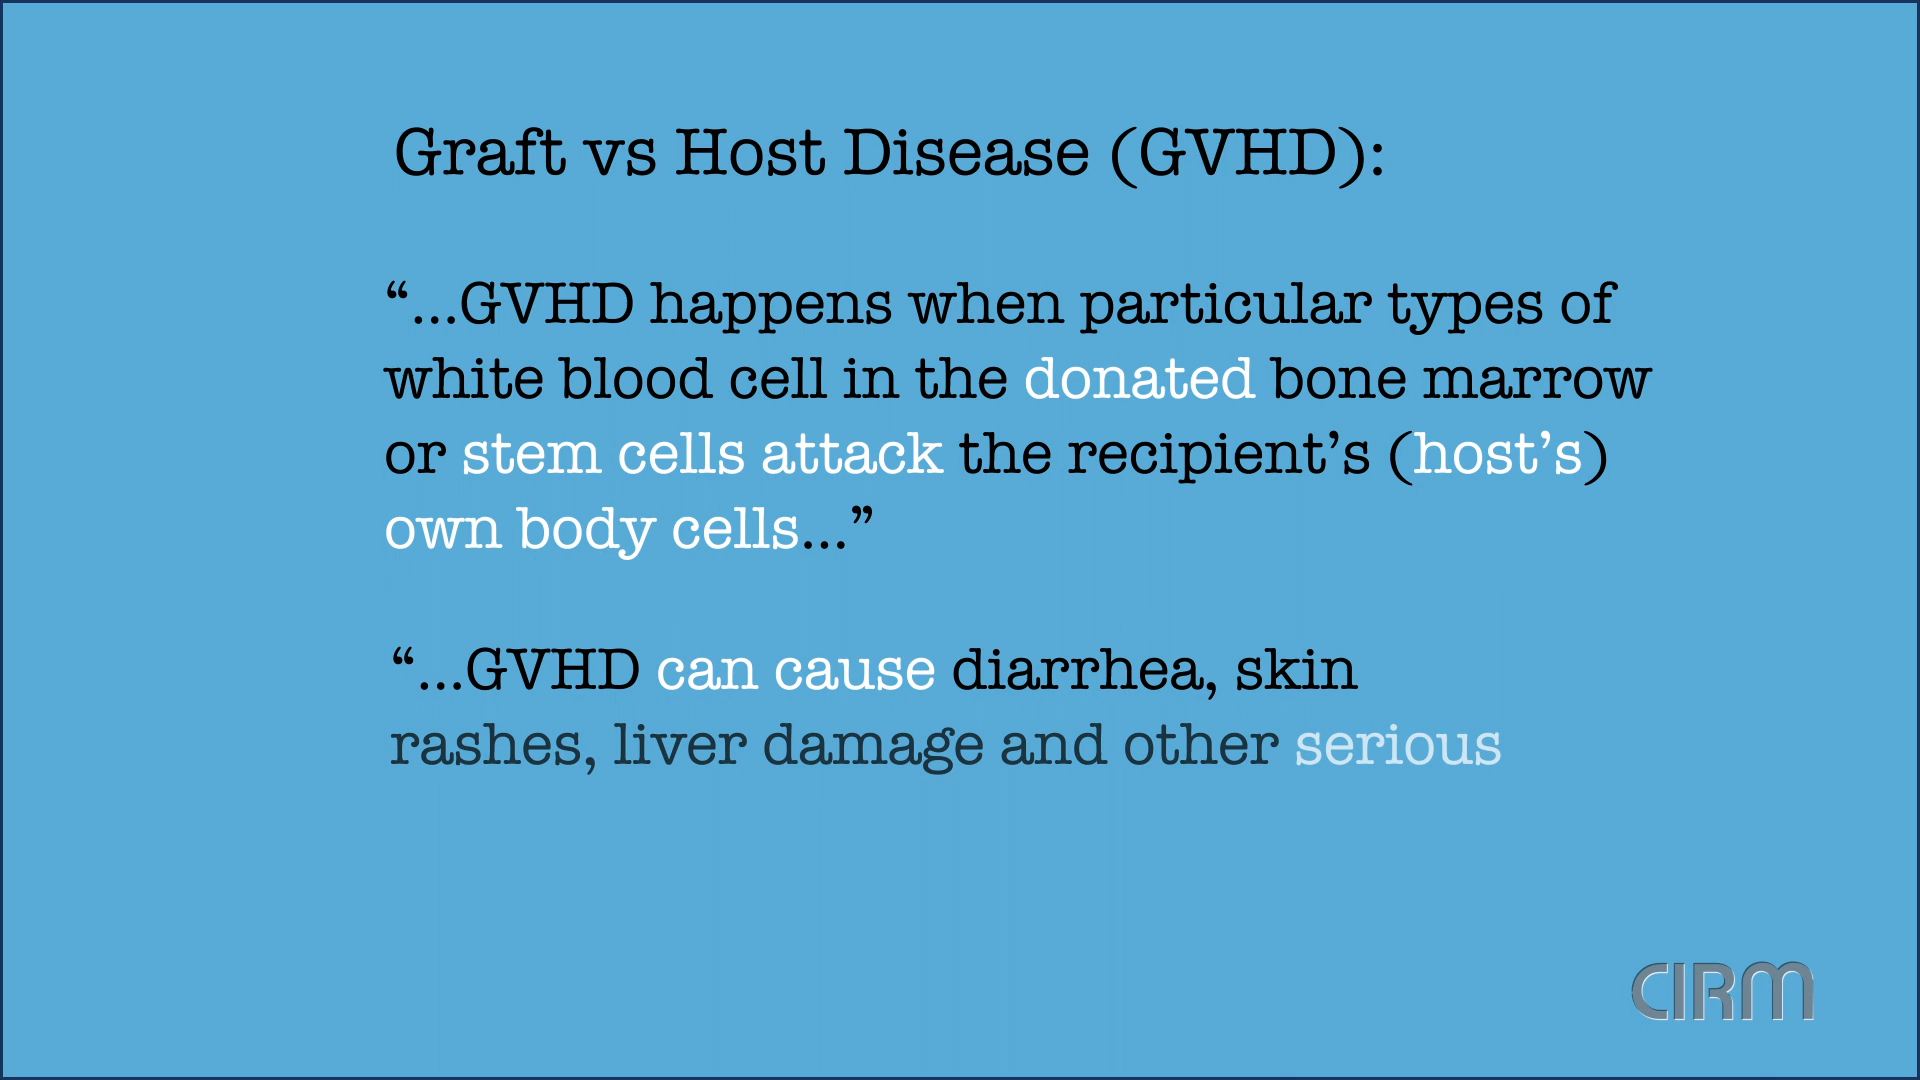 Graft vs Host Disease (GVHD):
“...GVHD happens when particular types of
white blood cell in the donated bone marrow
or stem cells attack the recipient’s (host’s)
own body cells...”
“...GVHD can cause diarrhea, skin
rashes, liver damage and other serious
CIRM